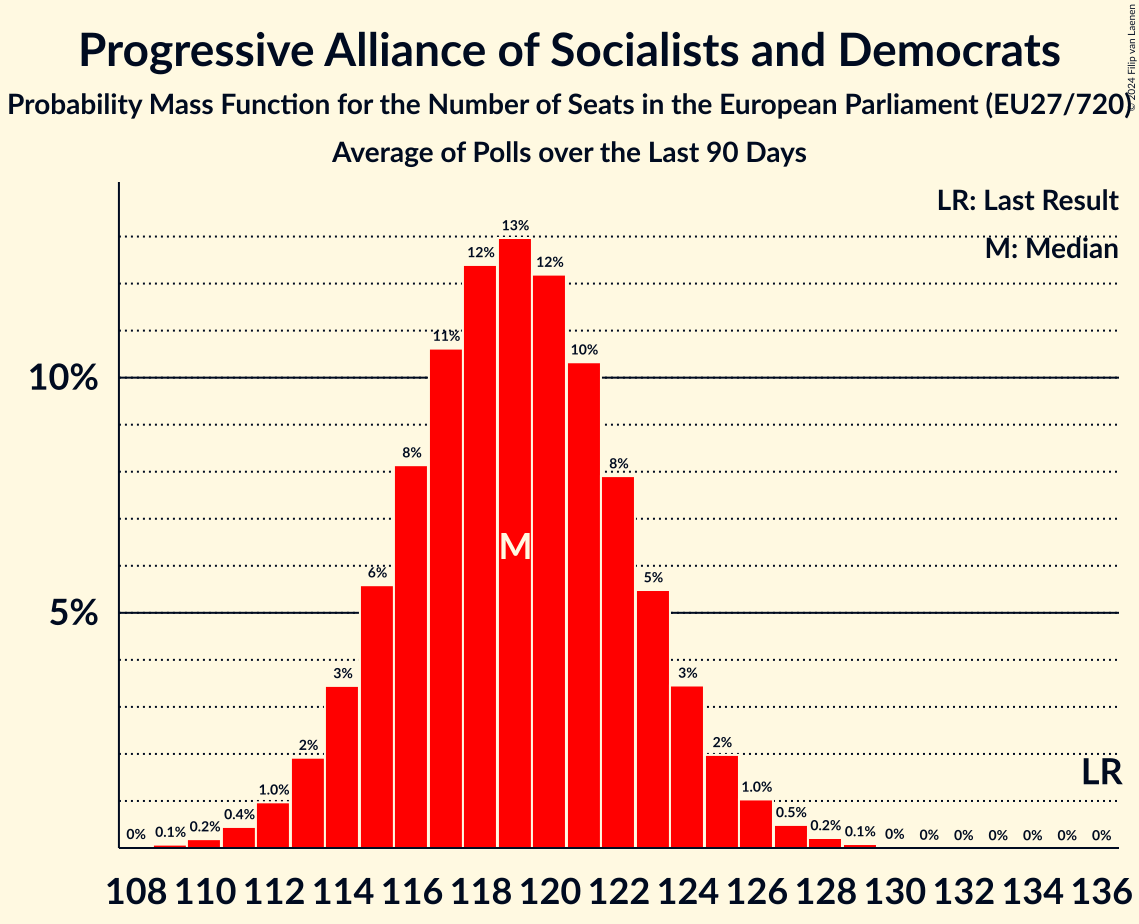 Progressive Alliance of Socialists and Democrats
Probability Mass Function for the Number of Seats in the European Parliament (EU27/720)
Average of Polls over the Last 90 Days
© 2024 Filip van Laenen
LR: Last Result
M: Median
10%
5%
0% 0.1% 0.2% 0.4% 1.0% 2% 3% 6% 8% 11% 12% 13% 12% 10% 8% 5% 3% 2% 1.0% 0.5% 0.2% 0.1% 0% 0% 0% 0% 0% 0% 0%
M
LR
108 110 112 114 116 118 120 122 124 126 128 130 132 134 136